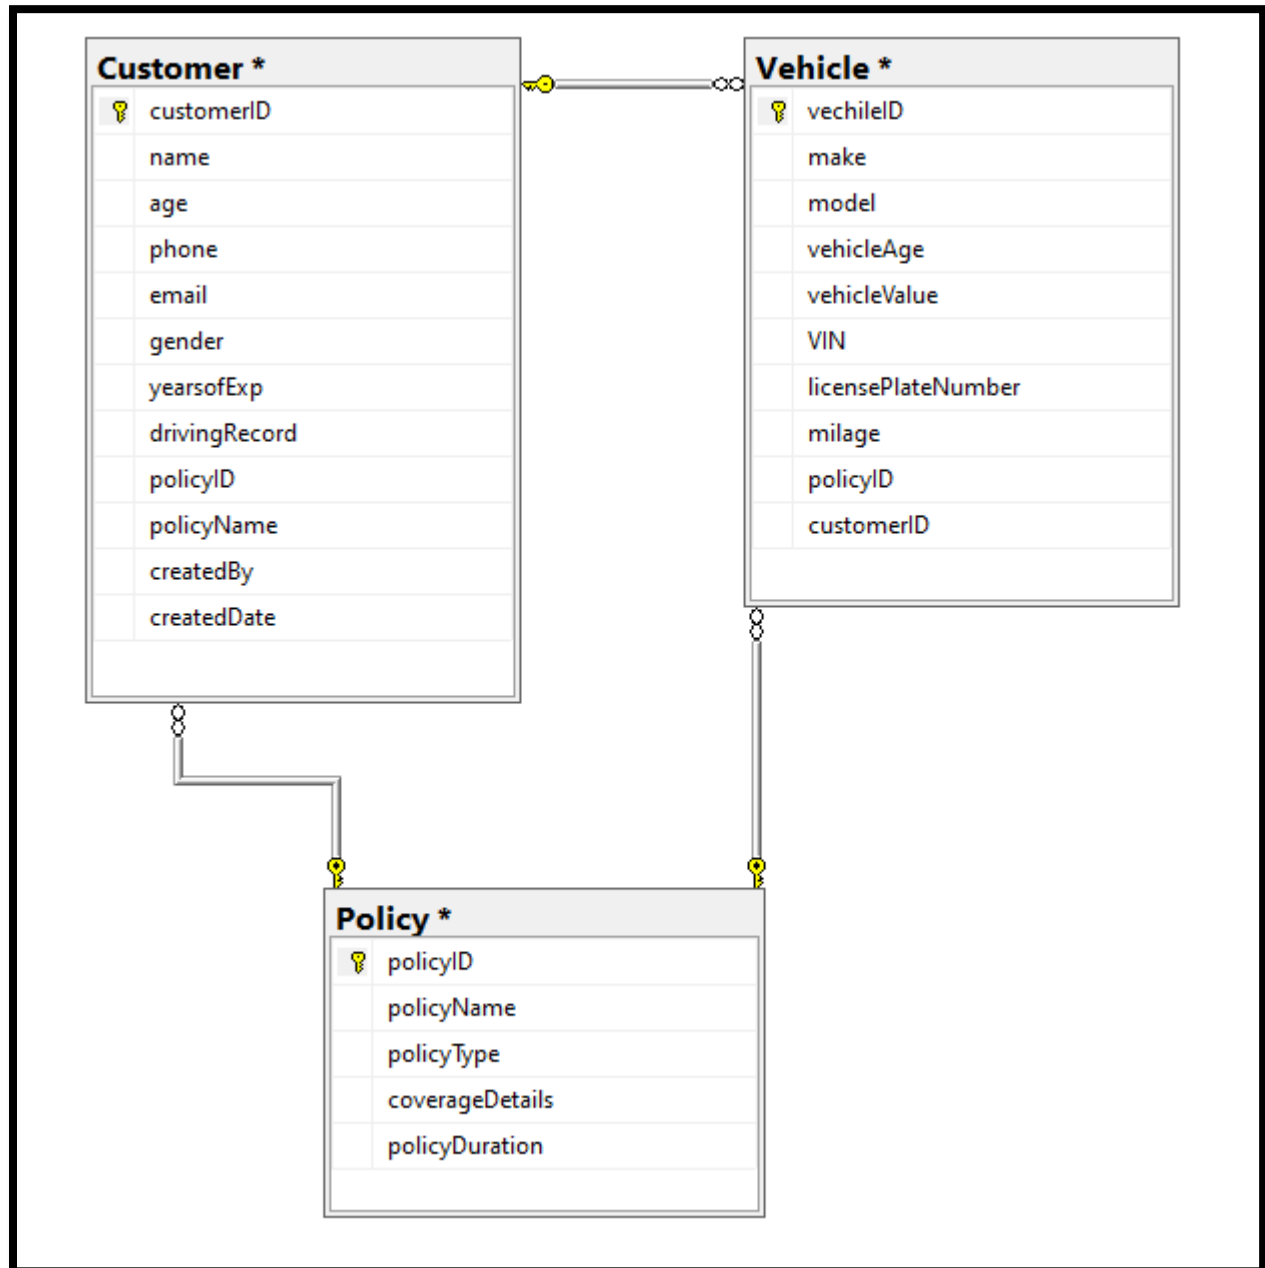 Customer *
customerID
name
age
phone
email
gender
yearsofExp
drivingRecord
policyID
policyName
createdBy
createdDate
Vehicle *
vechileID
make
model
vehicleAge
vehicleValue
VIN
licensePlateNumber
milage
policyID
customerID
Policy *
policyID
policyName
policyType
coverageDetails
policyDuration